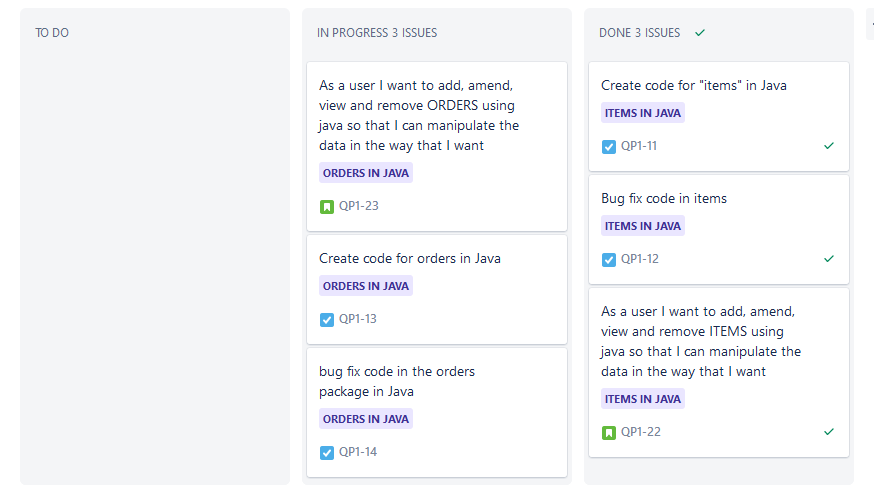 TO DO
IN PROGRESS 3 ISSUES
As a user I want to add, amend,
view and remove ORDERS using
java so that I can manipulate the
data in the way that I want
ORDERS IN JAVA
QP1-23
Create code for orders in Java
ORDERS IN JAVA
QP1-13
bug fix code in the orders
package in Java
ORDERS IN JAVA
QP1-14
DONE 3 ISSUES
Create code for "items" in Java
ITEMS IN JAVA
QP1-11
Bug fix code in items
ITEMS IN JAVA
QP1-12
As a user I want to add, amend,
view and remove ITEMS using
java so that I can manipulate the
data in the way that I want
ITEMS IN JAVA
QP1-22